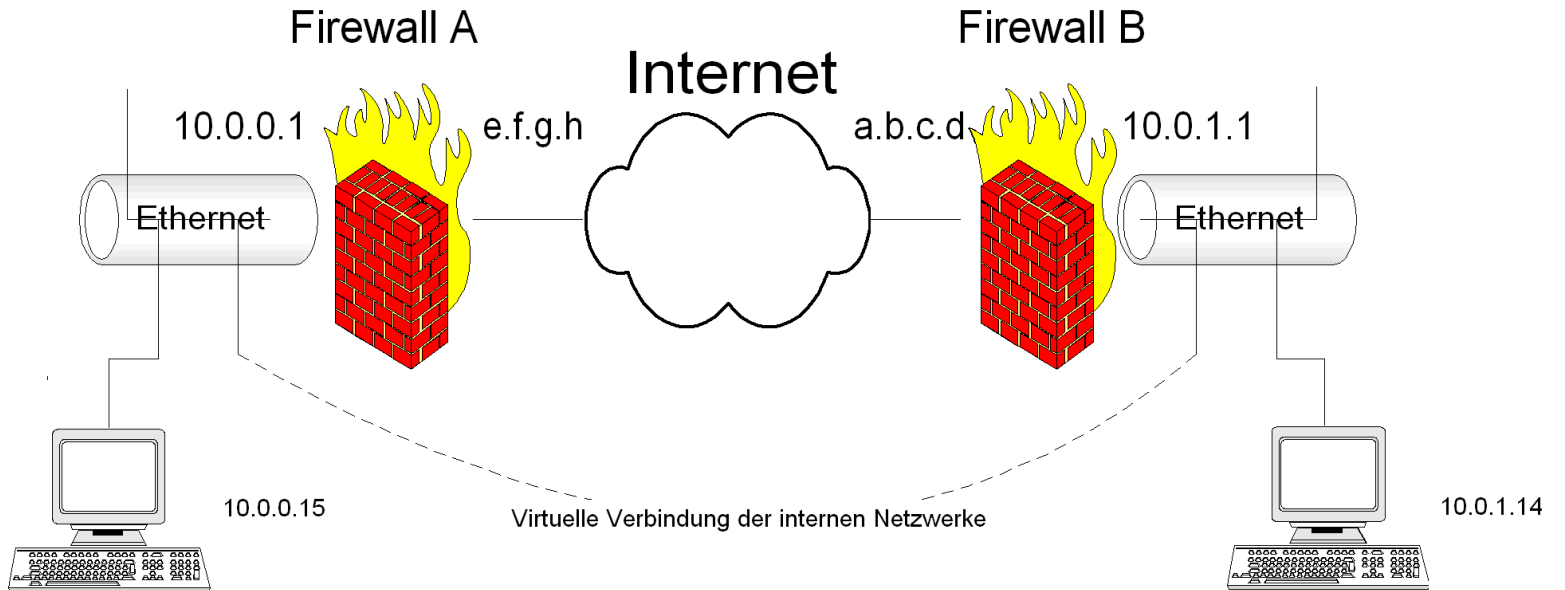 Firewall A
Firewall B
Internet
10.0.0.1
e.f.g.h
a.b.c.d
10.0.1.1
Ethernet
Ethernet
10.0.0.15
Virtuelle Verbindung der internen Netzwerke
10.0.1.14